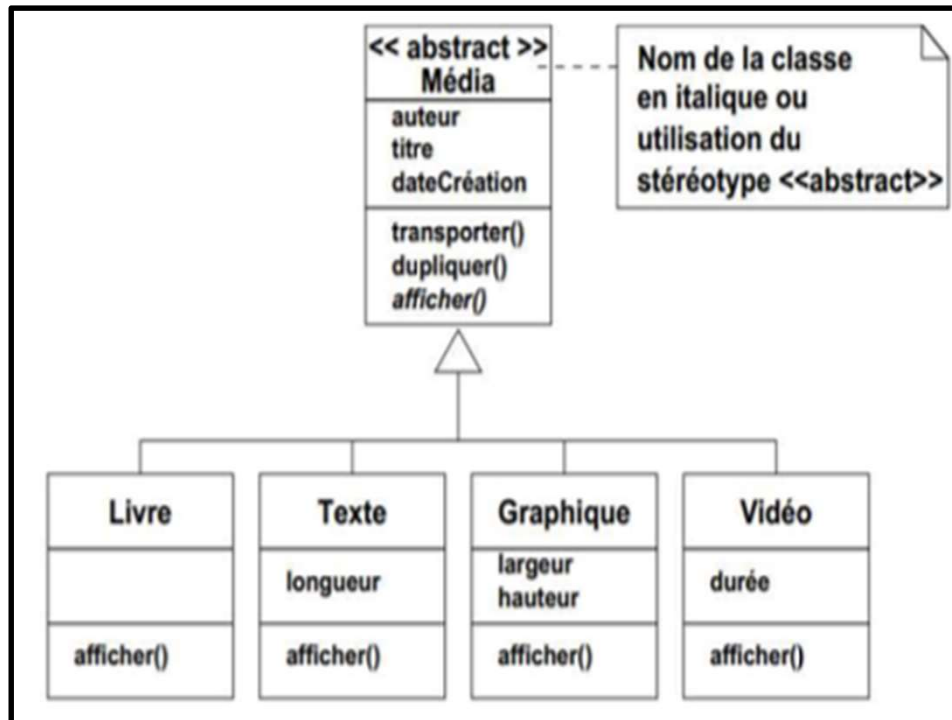 << abstract >>
Média
auteur
titre
dateCréation
transporter()
dupliquer()
afficher()
Nom de la classe
en italique ou
utilisation du
stéréotype <<abstract>>
Livre
afficher()
Texte
longueur
afficher()
Graphique
largeur
hauteur
afficher()
Vidéo
durée
afficher()